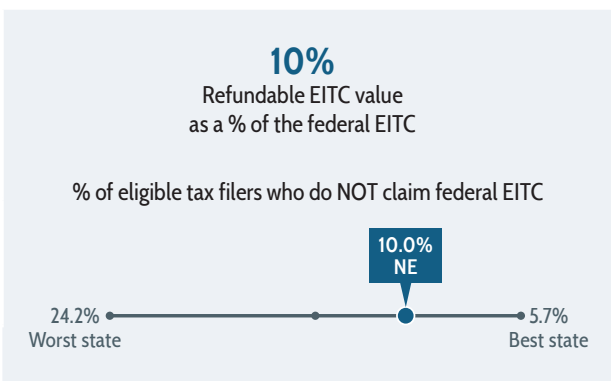 10%
Refundable EITC value
as a % of the federal EITC
% of eligible tax filers who do NOT claim federal EITC
10.0%
NE
24.2%
Worst state
5.7%
Best state